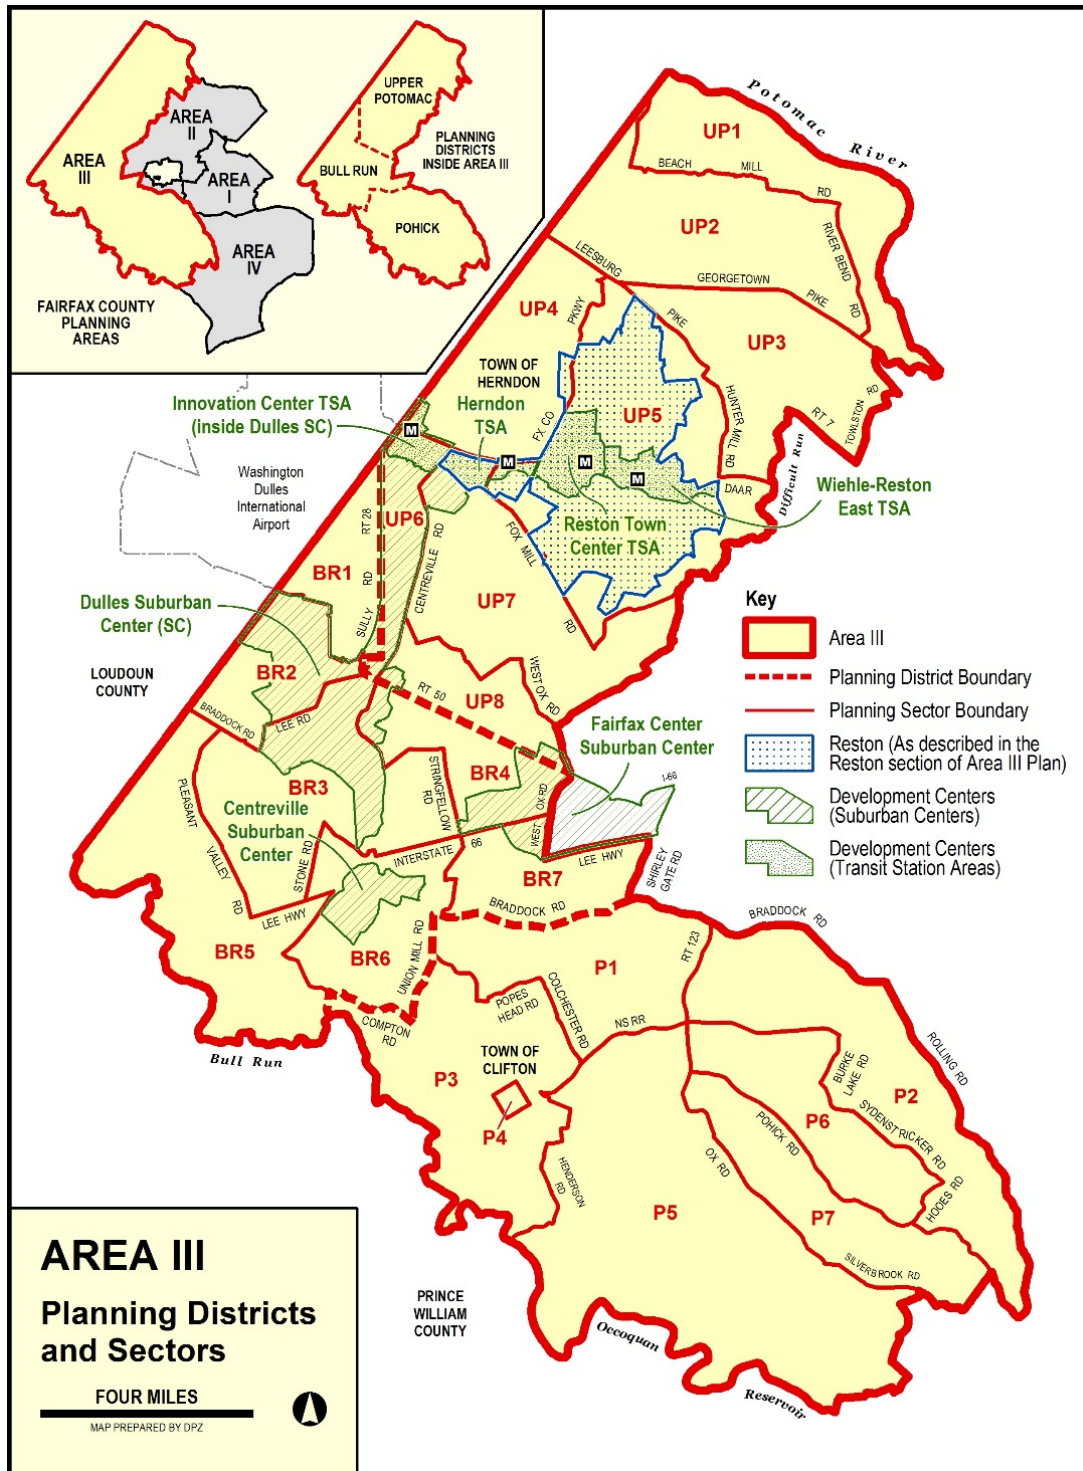 AREA
II
AREA
III
AREA
I
AREA
IV
FAIRFAX COUNTY
PLANNING
AREAS
UPPER
POTOMAC
PLANNING
DISTRICTS
INSIDE AREA III
BULL RUN
POHICK
Potomac River
UP1
BEACH MILL RD
UP2
RIVER BEND RD
LEESBURG PIKE
GEORGETOWN PIKE
UP4
PKWY
FX CO
UP3
TOWN OF
HERNDON
Innovation Center TSA
(inside Dulles SC)
Herndon
TSA
UP5
HUNTER MILL RD
RT 7
TOWLSTON RD
Difficult Run
M
M
M
M
DAAR
Wiehle-Reston
East TSA
Reston Town
Center TSA
Washington
Dulles
International
Airport
UP6
RT 28
SULLY RD
CENTREVILLE RD
FOX MILL RD
BR1
UP7
Dulles Suburban
Center (SC)
LOUDOUN
COUNTY
BR2
LEE RD
BRADDOCK RD
RT 50
WEST OX RD
UP8
Fairfax Center
Suburban Center
I-66
BR3
BR4
STRINGFELLOW
RD
WEST OX RD
PLEASANT VALLEY RD
Centreville
Suburban
Center
STONE RD
INTERSTATE 66
LEE HWY
LEE HWY
BR7
SHIRLEY
GATE RD
BRADDOCK RD
BRADDOCK RD
BR5
BR6
UNION MILL RD
COMPTON
RD
Bull Run
P1
RT 123
POPES
HEAD RD
COLCHESTER RD
NS RR
TOWN OF
CLIFTON
P3
P4
HENDERSON
RD
BURKE
LAKE RD
ROLLING RD
P2
SYDENSTRICKER RD
P6
POHICK RD
HOOES RD
OX RD
P5
P7
SILVERBROOK RD
PRINCE
WILLIAM
COUNTY
Occoquan
Reservoir
Key
Area III
Planning District Boundary
Planning Sector Boundary
Reston (As described in the
Reston section of Area III Plan)
Development Centers
(Suburban Centers)
Development Centers
(Transit Station Areas)
AREA III
Planning Districts
and Sectors
FOUR MILES
MAP PREPARED BY DPZ